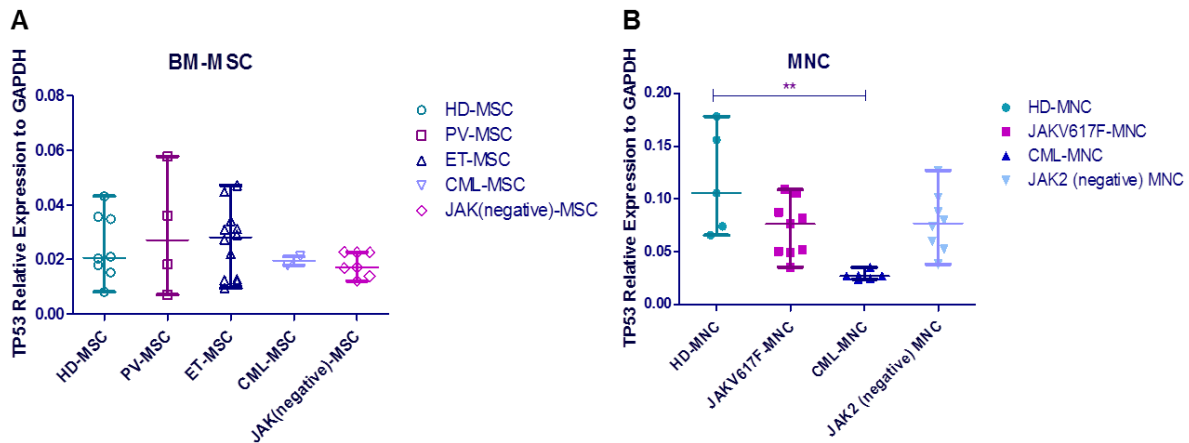 A
BM-MSC
TP53 Relative Expression to GAPDH
0.08
0.06
0.04
0.02
0.00
HD-MSC
PV-MSC
ET-MSC
CML-MSC
JAK(negative)-MSC
HD-MSC
PV-MSC
ET-MSC
CML-MSC
JAK(negative)-MSC
B
MNC
TP53 Relative Expression to GAPDH
0.20
0.15
0.10
0.05
0.00
**
HD-MNC
JAKV617F-MNC
CML-MNC
JAK2 (negative) MNC
HD-MNC
JAKV617F-MNC
CML-MNC
JAK2 (negative) MNC